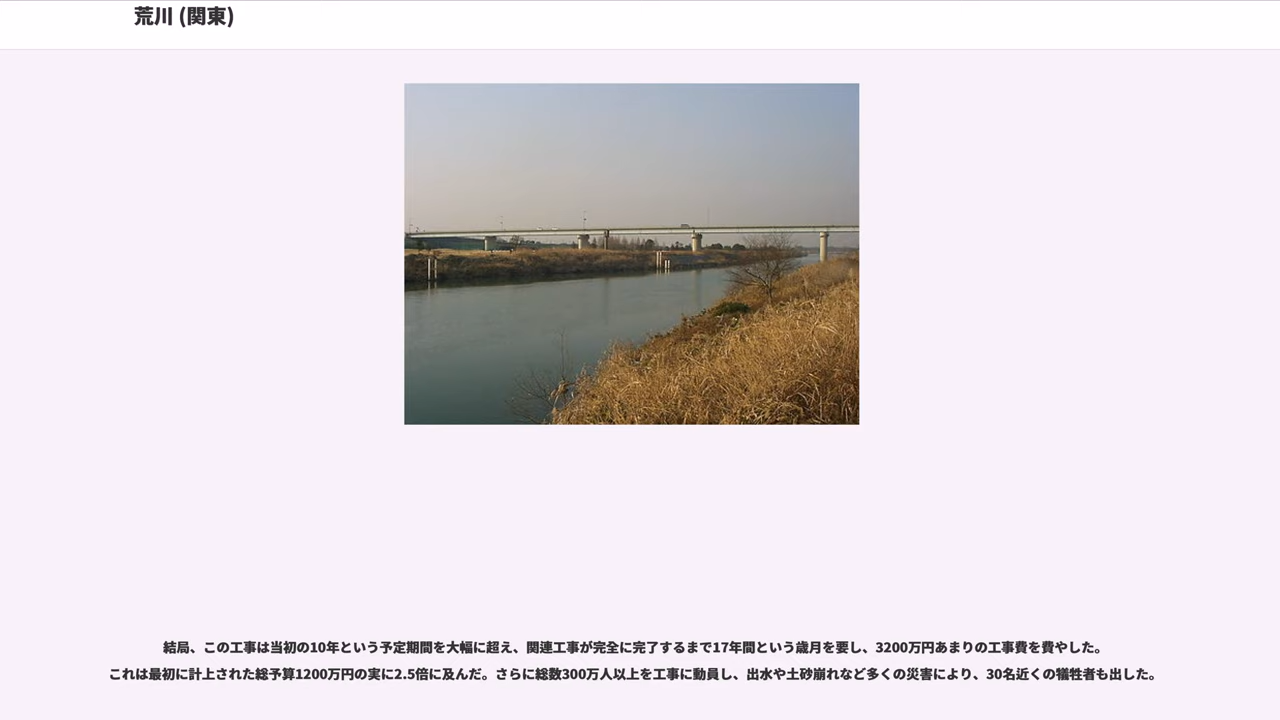 荒川 (関東)
結局、この工事は当初の10年という予定期間を大幅に超え、関連工事が完全に完了するまで17年間という歳月を要し、3200万円あまりの工事費を費やした。
これは最初に計上された総予算1200万円の実に2.5倍に及んだ。さらに総数300万人以上を工事に動員し、出水や土砂崩れなど多くの災害により、30名近くの犠牲者も出した。